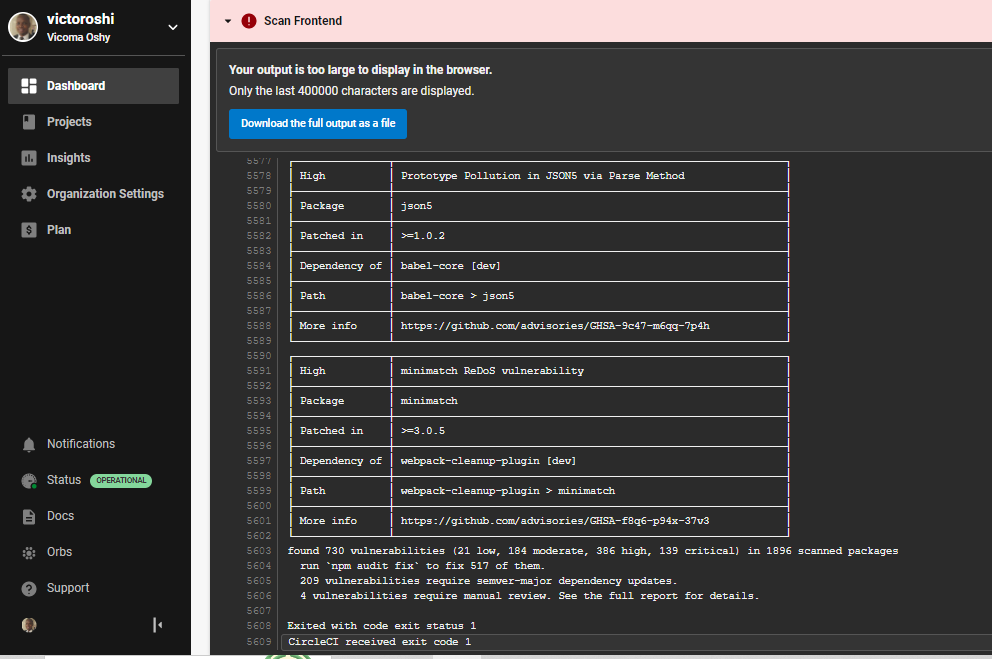 victoroshi
Vicoma Oshy
Dashboard
Projects
Insights
Organization Settings
Plan
Notifications
Status OPERATIONAL
Docs
Orbs
Support
Scan Frontend
Your output is too large to display in the browser.
Only the last 400000 characters are displayed.
Download the full output as a file
5577
5578 High Prototype Pollution in JSON5 via Parse Method
5579
5580 Package json5
5581
5582 Patched in >=1.0.2
5583
5584 Dependency of babel-core [dev]
5585
5586 Path babel-core > json5
5587
5588 More info https://github.com/advisories/GHSA-9c47-m6qq-7p4h
5589
5590
5591 High minimatch ReDoS vulnerability
5592
5593 Package minimatch
5594
5595 Patched in >=3.0.5
5596
5597 Dependency of webpack-cleanup-plugin [dev]
5598
5599 Path webpack-cleanup-plugin > minimatch
5600
5601 More info https://github.com/advisories/GHSA-f8q6-p94x-37v3
5602
5603 found 730 vulnerabilities (21 low, 184 moderate, 386 high, 139 critical) in 1896 scanned packages
5604 run `npm audit fix` to fix 517 of them.
5605 209 vulnerabilities require semver-major dependency updates.
5606 4 vulnerabilities require manual review. See the full report for details.
5607
5608 Exited with code exit status 1
5609 CircleCI received exit code 1